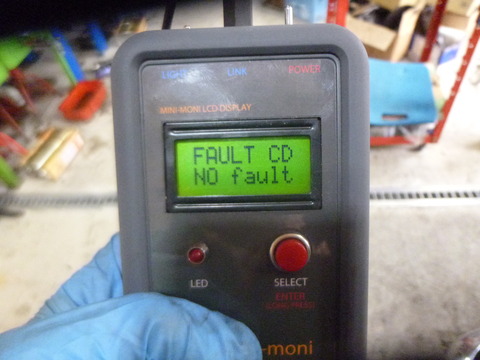 LIGHT LINK POWER
MINI-MONI LCD DISPLAY
FAULT CD
NO fault
LED SELECT
ENTER
-moni